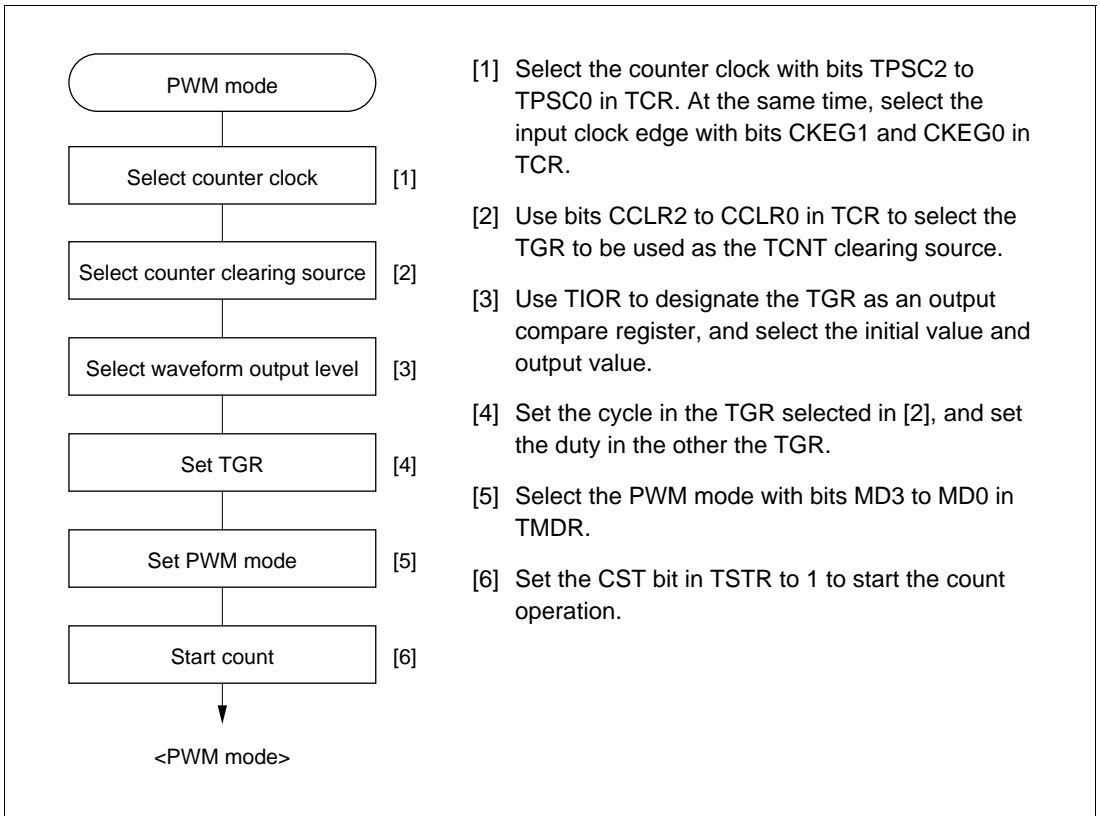 PWM mode
Select counter clock [1]
Select counter clearing source [2]
Select waveform output level [3]
Set TGR [4]
Set PWM mode [5]
Start count [6]
<PWM mode>
[1] Select the counter clock with bits TPSC2 to
TPSC0 in TCR. At the same time, select the
input clock edge with bits CKEG1 and CKEG0 in
TCR.
[2] Use bits CCLR2 to CCLR0 in TCR to select the
TGR to be used as the TCNT clearing source.
[3] Use TIOR to designate the TGR as an output
compare register, and select the initial value and
output value.
[4] Set the cycle in the TGR selected in [2], and set
the duty in the other the TGR.
[5] Select the PWM mode with bits MD3 to MD0 in
TMDR.
[6] Set the CST bit in TSTR to 1 to start the count
operation.